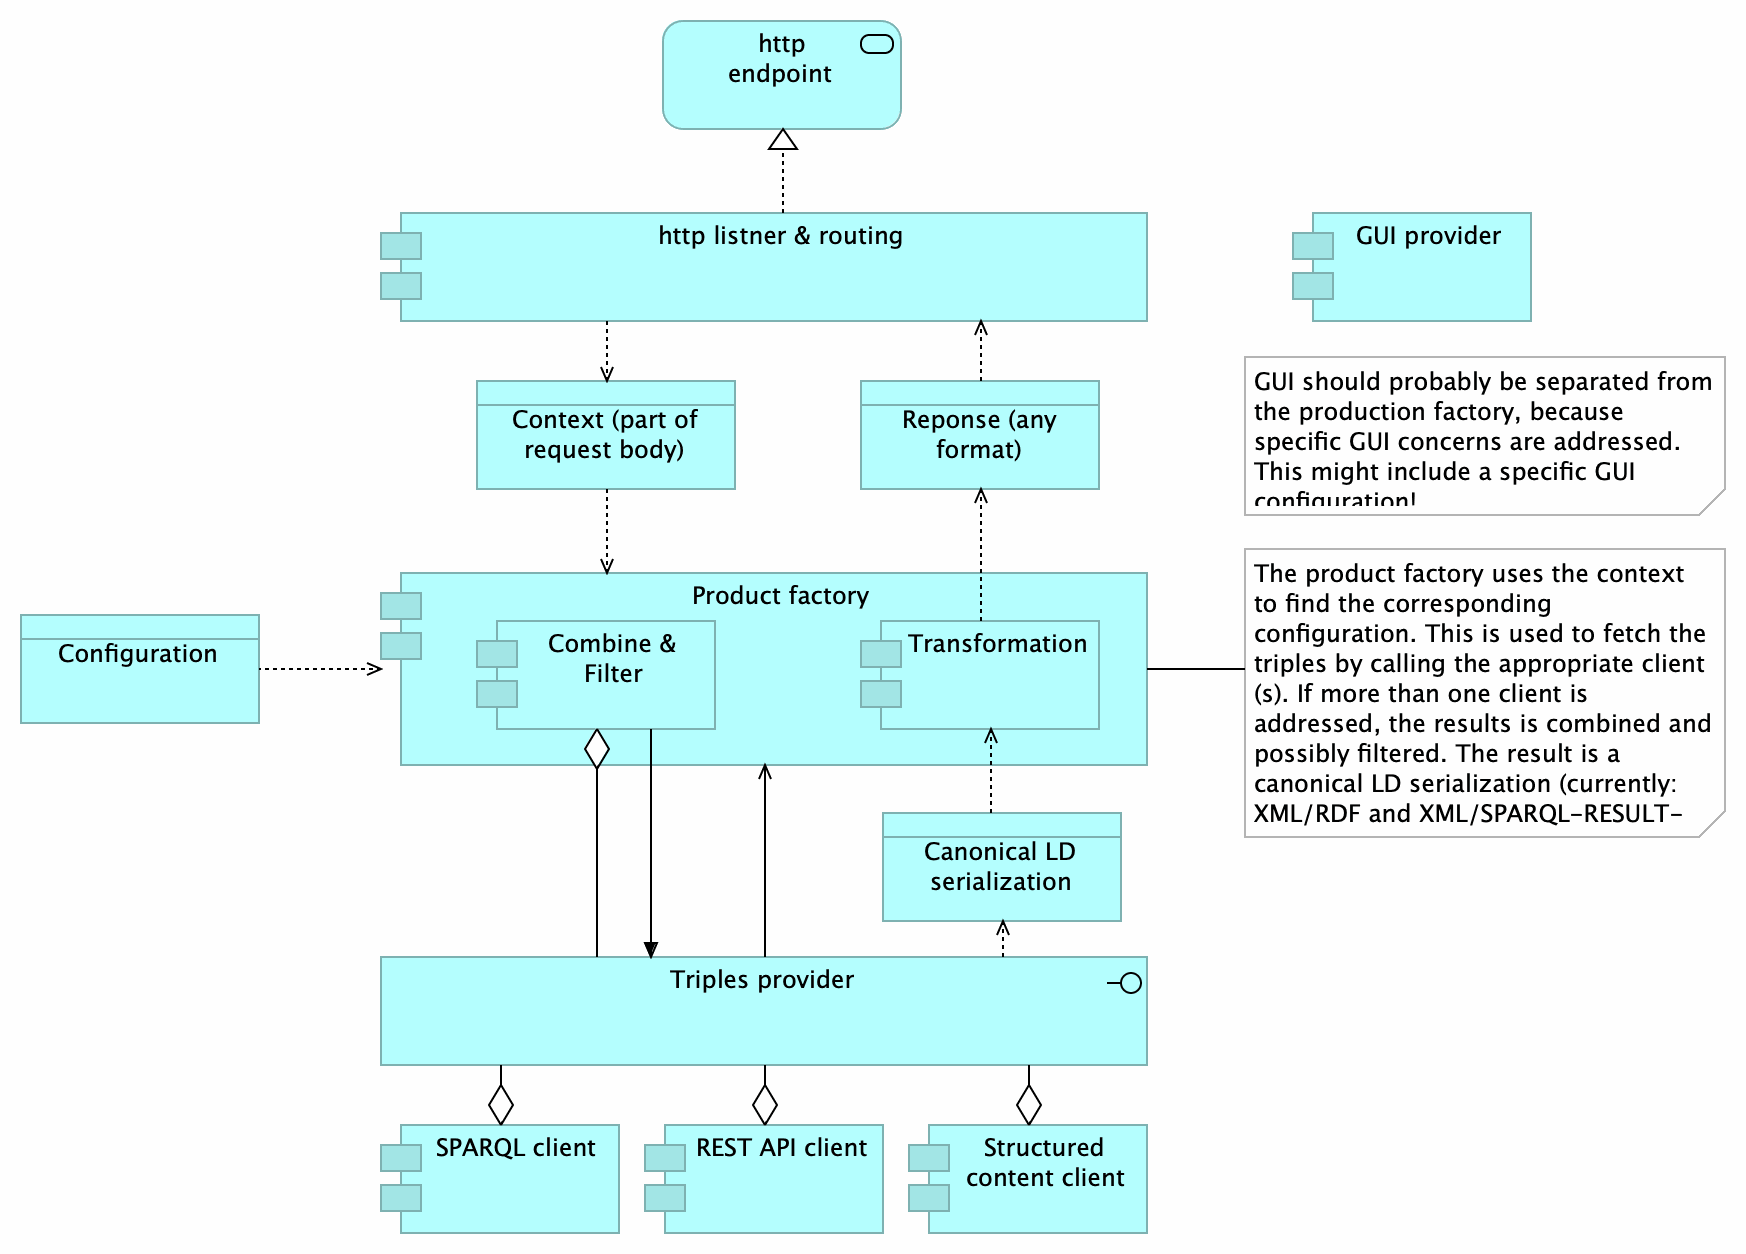 http
endpoint
http listner & routing
GUI provider
Context (part of
request body)
Reponse (any
format)
GUI should probably be separated from
the production factory, because
specific GUI concerns are addressed.
This might include a specific GUI
configuration!
Configuration
Product factory
Combine &
Filter
Transformation
The product factory uses the context
to find the corresponding
configuration. This is used to fetch the
triples by calling the appropriate client
(s). If more than one client is
addressed, the results is combined and
possibly filtered. The result is a
canonical LD serialization (currently:
XML/RDF and XML/SPARQL-RESULT-
Canonical LD
serialization
Triples provider
SPARQL client
REST API client
Structured
content client